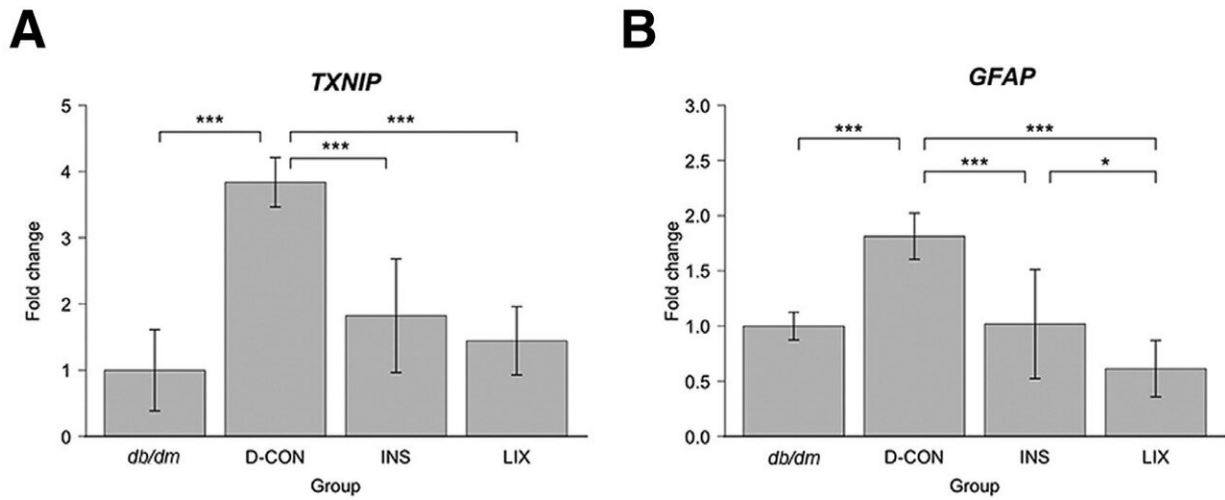 A
TXNIP
5
4
3
2
1
0
Fold change
***
***
***
db/dm
D-CON
INS
LIX
Group
B
GFAP
3.0
2.5
2.0
1.5
1.0
0.5
0.0
Fold change
***
***
***
*
db/dm
D-CON
INS
LIX
Group